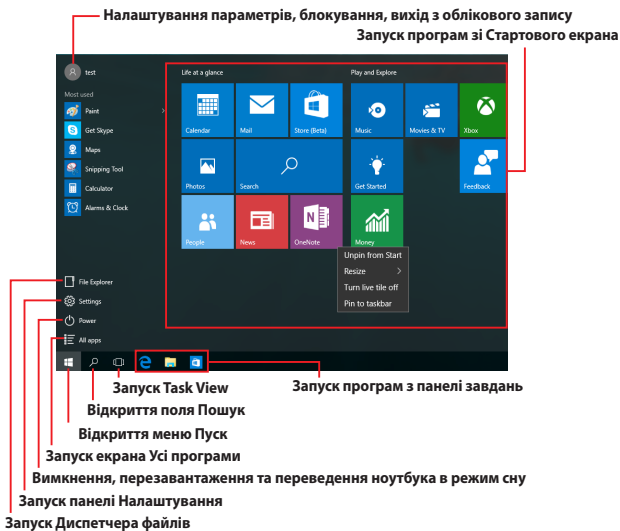 Налаштування параметрів, блокування, вихід з облікового запису
Запуск програм зі Стартового екрана
test
Life at a glance
Play and Explore
Most used
Paint
Get Skype
Maps
Snipping Tool
Calculator
Alarms & Clock
Calendar
Mail
Store (Beta)
Music
Movies & TV
Xbox
Photos
Search
Get Started
Feedback
People
News
OneNote
Money
Unpin from Start
Resize
Turn live tile off
Pin to taskbar
File Explorer
Settings
Power
All apps
Запуск Task View
Запуск програм з панелі завдань
Відкриття поля Пошук
Відкриття меню Пуск
Запуск екрана Усі програми
Вимкнення, перезавантаження та переведення ноутбука в режим сну
Запуск панелі Налаштування
Запуск Диспетчера файлів